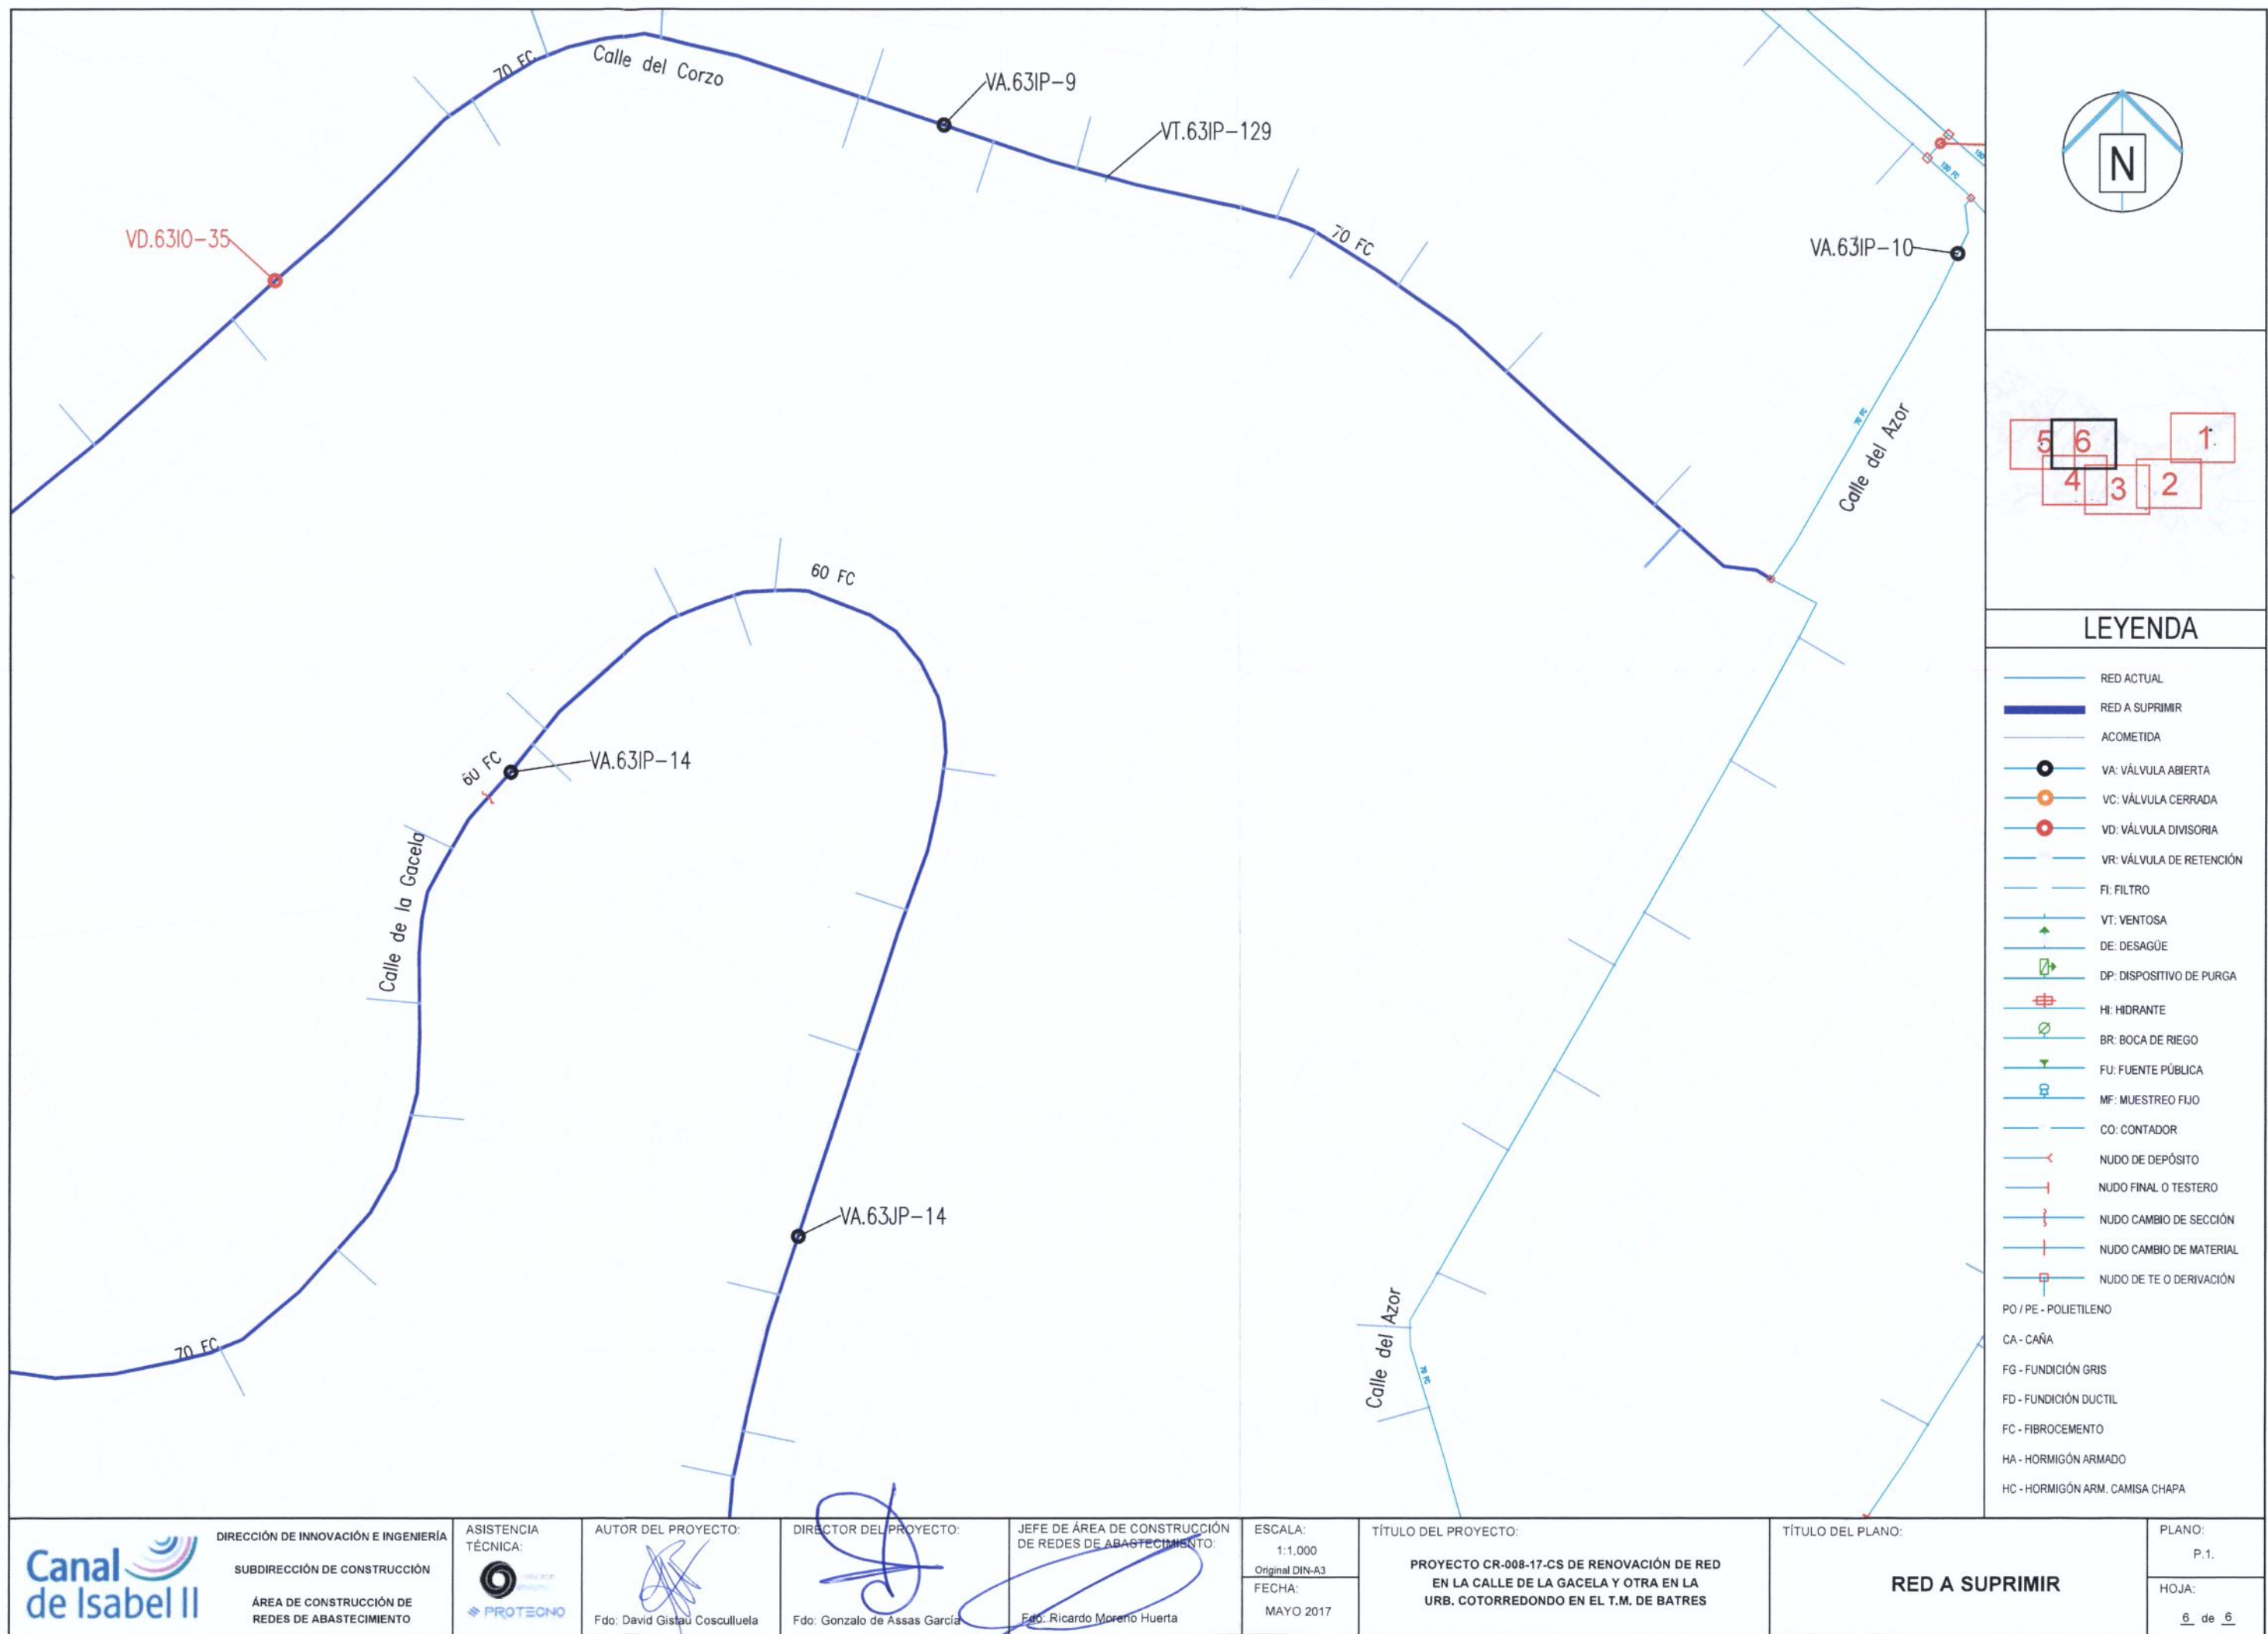 70 FC
Calle del Corzo
VA.63IP-9
VT.63IP-129
VD.63IO-35
70 FC
VA.63IP-10
150 FC
150
N
70 FC
Calle del Azor
5 6 1
4 3 2
60 FC
60 FC
VA.63IP-14
Calle de la Gacela
VA.63JP-14
70 FC
Calle del Azor
70 FC
LEYENDA
RED ACTUAL
RED A SUPRIMIR
ACOMETIDA
VA: VÁLVULA ABIERTA
VC: VÁLVULA CERRADA
VD: VÁLVULA DIVISORIA
VR: VÁLVULA DE RETENCIÓN
FI: FILTRO
VT: VENTOSA
DE: DESAGÜE
DP: DISPOSITIVO DE PURGA
HI: HIDRANTE
BR: BOCA DE RIEGO
FU: FUENTE PÚBLICA
MF: MUESTREO FIJO
CO: CONTADOR
NUDO DE DEPÓSITO
NUDO FINAL O TESTERO
NUDO CAMBIO DE SECCIÓN
NUDO CAMBIO DE MATERIAL
NUDO DE TE O DERIVACIÓN
PO / PE - POLIETILENO
CA - CAÑA
FG - FUNDICIÓN GRIS
FD - FUNDICIÓN DUCTIL
FC - FIBROCEMENTO
HA - HORMIGÓN ARMADO
HC - HORMIGÓN ARM. CAMISA CHAPA
Canal
de Isabel II
DIRECCIÓN DE INNOVACIÓN E INGENIERÍA
SUBDIRECCIÓN DE CONSTRUCCIÓN
ÁREA DE CONSTRUCCIÓN DE
REDES DE ABASTECIMIENTO
ASISTENCIA
TÉCNICA:
PROTECNO
AUTOR DEL PROYECTO:
Fdo: David Gistau Cosculluela
DIRECTOR DEL PROYECTO:
Fdo: Gonzalo de Assas García
JEFE DE ÁREA DE CONSTRUCCIÓN
DE REDES DE ABASTECIMIENTO:
Fdo: Ricardo Moreno Huerta
ESCALA:
1:1.000
Original DIN-A3
FECHA:
MAYO 2017
TÍTULO DEL PROYECTO:
PROYECTO CR-008-17-CS DE RENOVACIÓN DE RED
EN LA CALLE DE LA GACELA Y OTRA EN LA
URB. COTORREDONDO EN EL T.M. DE BATRES
TÍTULO DEL PLANO:
RED A SUPRIMIR
PLANO:
P.1.
HOJA:
6 de 6